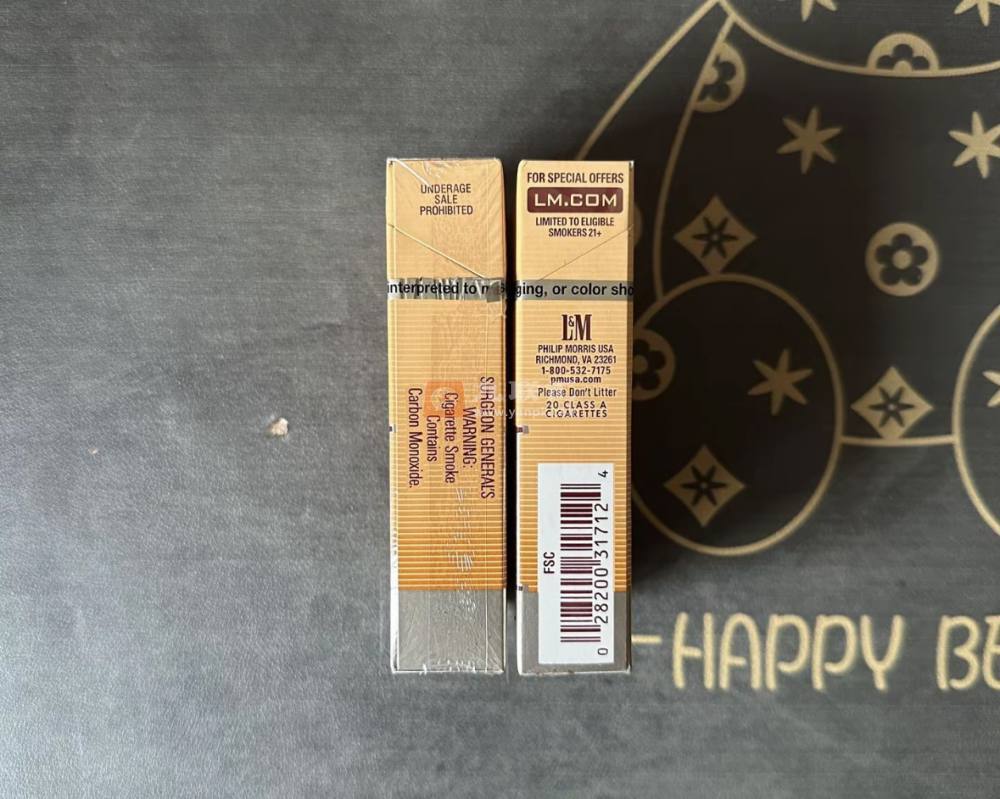 UNDERAGE
SALE
PROHIBITED
interpreted to m
SURGEON GENERAL'S
WARNING:
Cigarette Smoke
Contains
Carbon Monoxide.
FOR SPECIAL OFFERS
LM.COM
LIMITED TO ELIGIBLE
SMOKERS 21+
ging, or color sho
L&M
PHILIP MORRIS USA
RICHMOND, VA 23261
1-800-532-7175
pmusa.com
Please Don't Litter
20 CLASS A
CIGARETTES
FSC
0 28200 31712 4
HAPPY BE